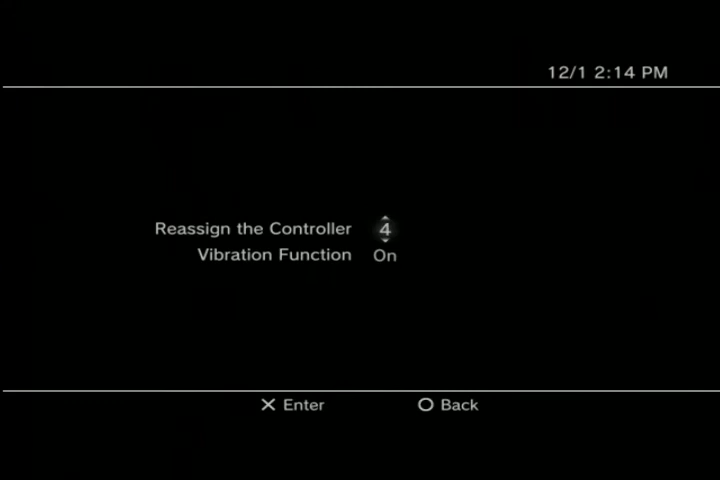 12/1 2:14 PM
Reassign the Controller 4
Vibration Function On
X Enter O Back